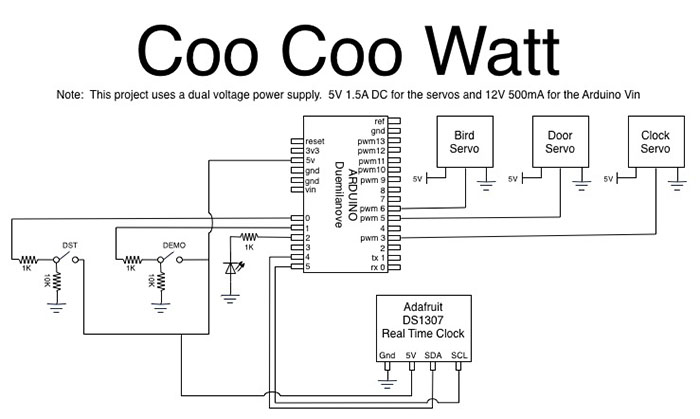 Coo Coo Watt
Note: This project uses a dual voltage power supply. 5V 1.5A DC for the servos and 12V 500mA for the Arduino Vin
ref
gnd
reset
pwm13
3v3
pwm12
5v
pwm11
gnd
pwm10
gnd
pwm 9
vin
8
7
pwm 6
0
pwm 5
1
4
2
pwm 3
3
2
4
tx 1
5
rx 0
ARDUINO
Duemilanove
Bird
Servo
5V
Door
Servo
5V
Clock
Servo
5V
DST
1K
10K
DEMO
1K
10K
1K
Adafruit
DS1307
Real Time Clock
Gnd 5V SDA SCL